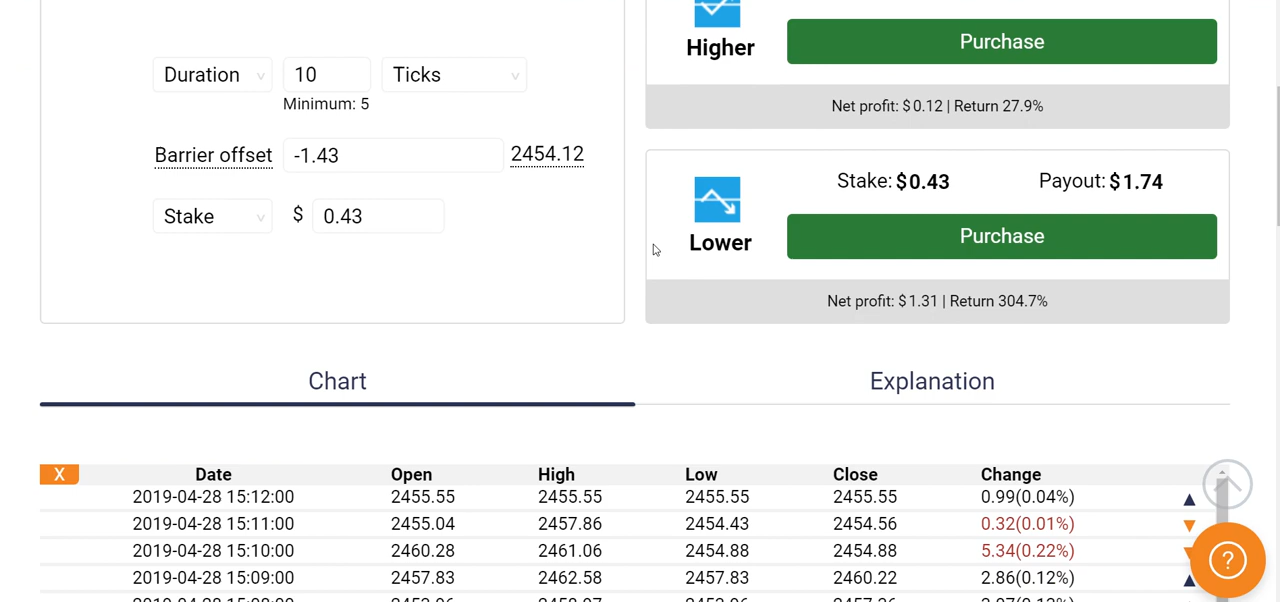 Duration 10 Ticks
Minimum: 5
Barrier offset -1.43 2454.12
Stake $ 0.43
Higher Purchase
Net profit: $0.12 | Return 27.9%
Stake: $0.43 Payout: $1.74
Lower Purchase
Net profit: $1.31 | Return 304.7%
Chart Explanation
X Date Open High Low Close Change
2019-04-28 15:12:00 2455.55 2455.55 2455.55 2455.55 0.99(0.04%)
2019-04-28 15:11:00 2455.04 2457.86 2454.43 2454.56 0.32(0.01%)
2019-04-28 15:10:00 2460.28 2461.06 2454.88 2454.88 5.34(0.22%)
2019-04-28 15:09:00 2457.83 2462.58 2457.83 2460.22 2.86(0.12%)
?